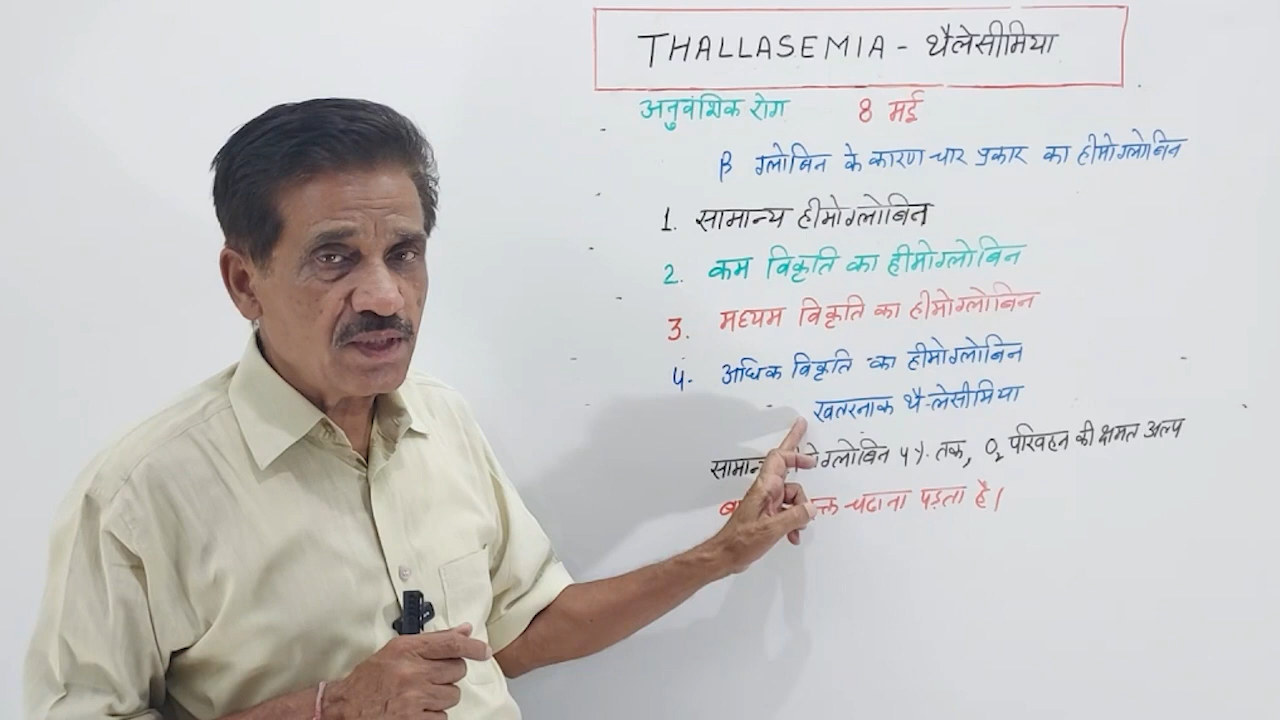 THALLASEMIA - थैलेसीमिया
अनुवंशिक रोग 8 मई
β ग्लोबिन के कारण चार प्रकार का हीमोग्लोबिन
1. सामान्य हीमोग्लोबिन
2. कम विकृति का हीमोग्लोबिन
3. मध्यम विकृति का हीमोग्लोबिन
4. अधिक विकृति का हीमोग्लोबिन
खतरनाक थैलेसीमिया
4% तक, O₂ परिवहन की क्षमत अल्प
चढाना पड़ता है।